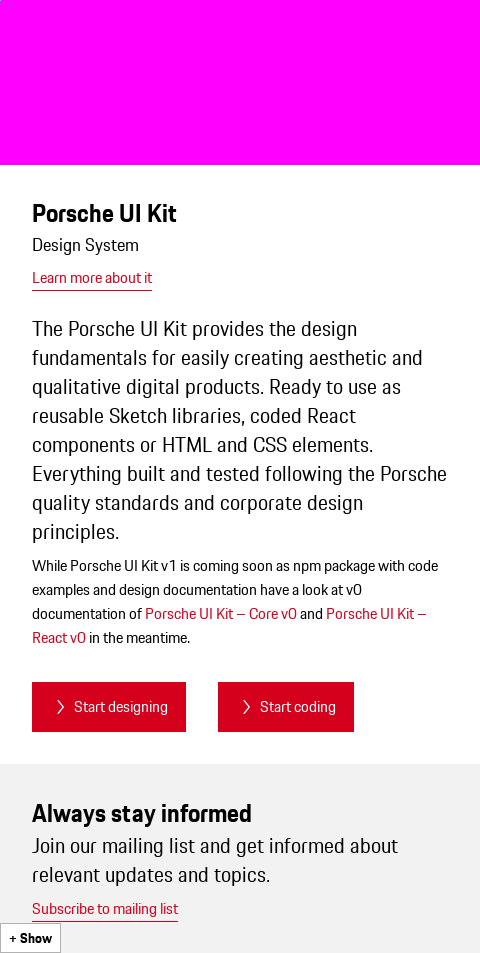 Porsche UI Kit
Design System
Learn more about it
The Porsche UI Kit provides the design
fundamentals for easily creating aesthetic and
qualitative digital products. Ready to use as
reusable Sketch libraries, coded React
components or HTML and CSS elements.
Everything built and tested following the Porsche
quality standards and corporate design
principles.
While Porsche UI Kit v1 is coming soon as npm package with code
examples and design documentation have a look at v0
documentation of Porsche UI Kit – Core v0 and Porsche UI Kit –
React v0 in the meantime.
Start designing
Start coding
Always stay informed
Join our mailing list and get informed about
relevant updates and topics.
Subscribe to mailing list
+ Show